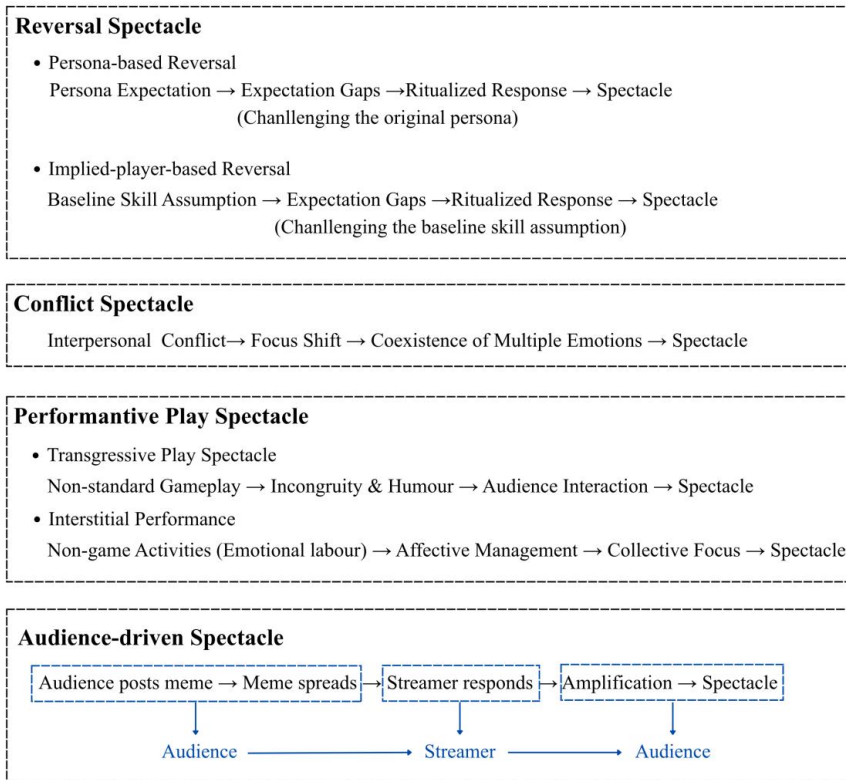 Reversal Spectacle
• Persona-based Reversal
Persona Expectation → Expectation Gaps →Ritualized Response → Spectacle
(Chanllenging the original persona)
• Implied-player-based Reversal
Baseline Skill Assumption → Expectation Gaps →Ritualized Response → Spectacle
(Chanllenging the baseline skill assumption)
Conflict Spectacle
Interpersonal Conflict→ Focus Shift → Coexistence of Multiple Emotions → Spectacle
Performantive Play Spectacle
• Transgressive Play Spectacle
Non-standard Gameplay → Incongruity & Humour → Audience Interaction → Spectacle
• Interstitial Performance
Non-game Activities (Emotional labour) → Affective Management → Collective Focus → Spectacle
Audience-driven Spectacle
Audience posts meme → Meme spreads → Streamer responds → Amplification → Spectacle
Audience → Streamer → Audience